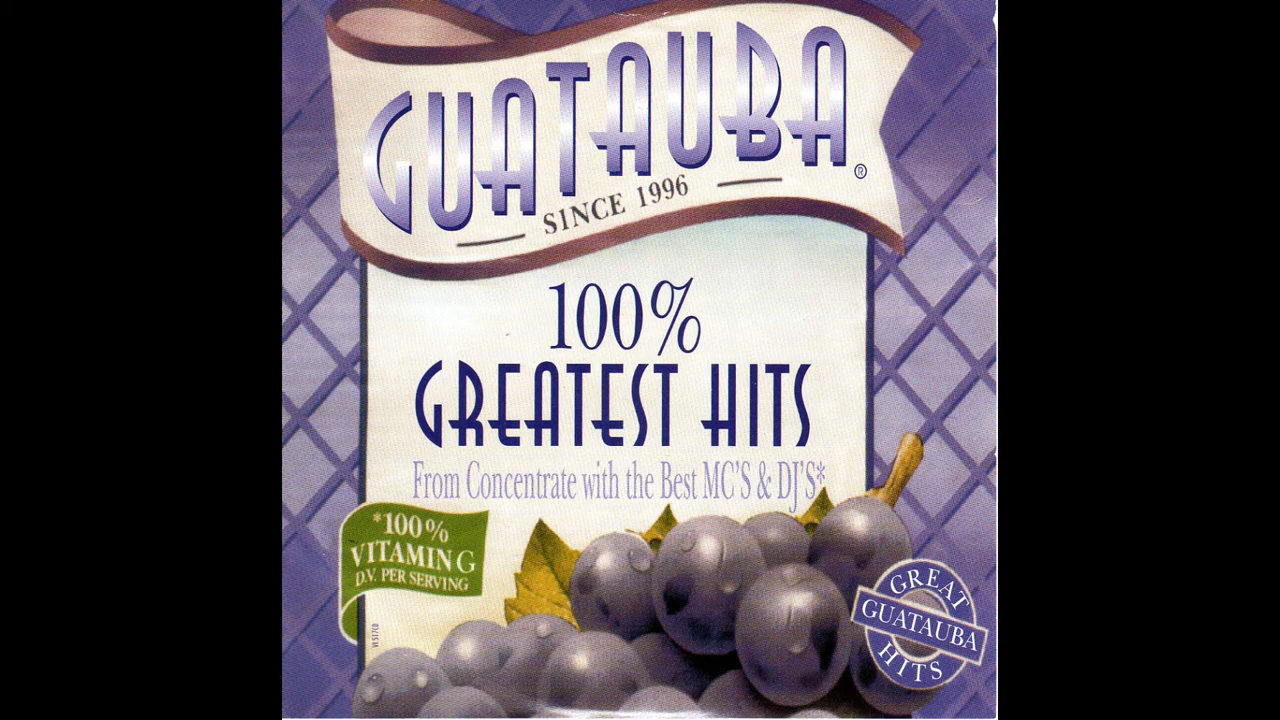 GUATAUBA®
SINCE 1996
100%
GREATEST HITS
From Concentrate with the Best MC'S & DJ'S*
*100%
VITAMIN G
D.V. PER SERVING
GREAT
GUATAUBA
HITS